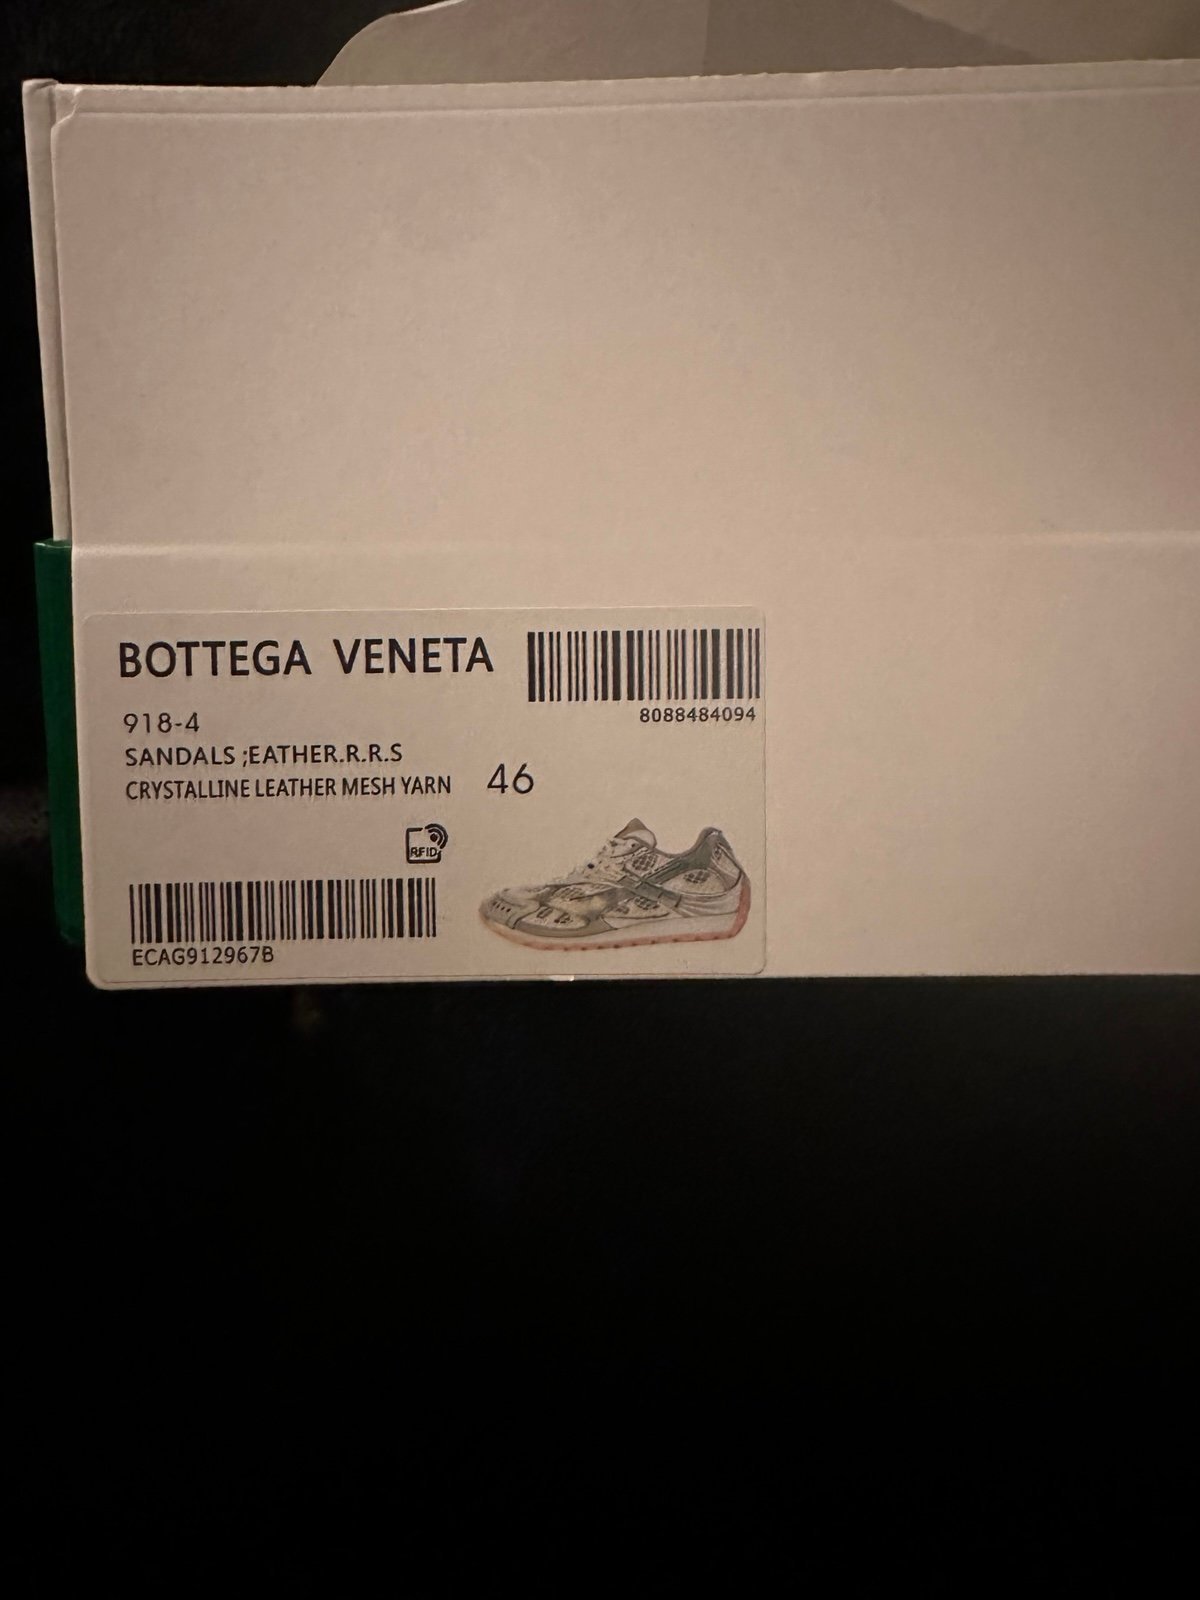 BOTTEGA VENETA
8088484094
918-4
SANDALS ;EATHER.R.R.S
CRYSTALLINE LEATHER MESH YARN 46
RFID
ECAG912967B